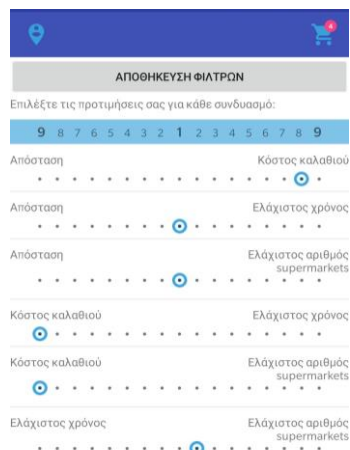 4
ΑΠΟΘΗΚΕΥΣΗ ΦΙΛΤΡΩΝ
Επιλέξτε τις προτιμήσεις σας για κάθε συνδυασμό:
9 8 7 6 5 4 3 2 1 2 3 4 5 6 7 8 9
Απόσταση Κόστος καλαθιού
Απόσταση Ελάχιστος χρόνος
Απόσταση Ελάχιστος αριθμός
supermarkets
Κόστος καλαθιού Ελάχιστος χρόνος
Κόστος καλαθιού Ελάχιστος αριθμός
supermarkets
Ελάχιστος χρόνος Ελάχιστος αριθμός
supermarkets